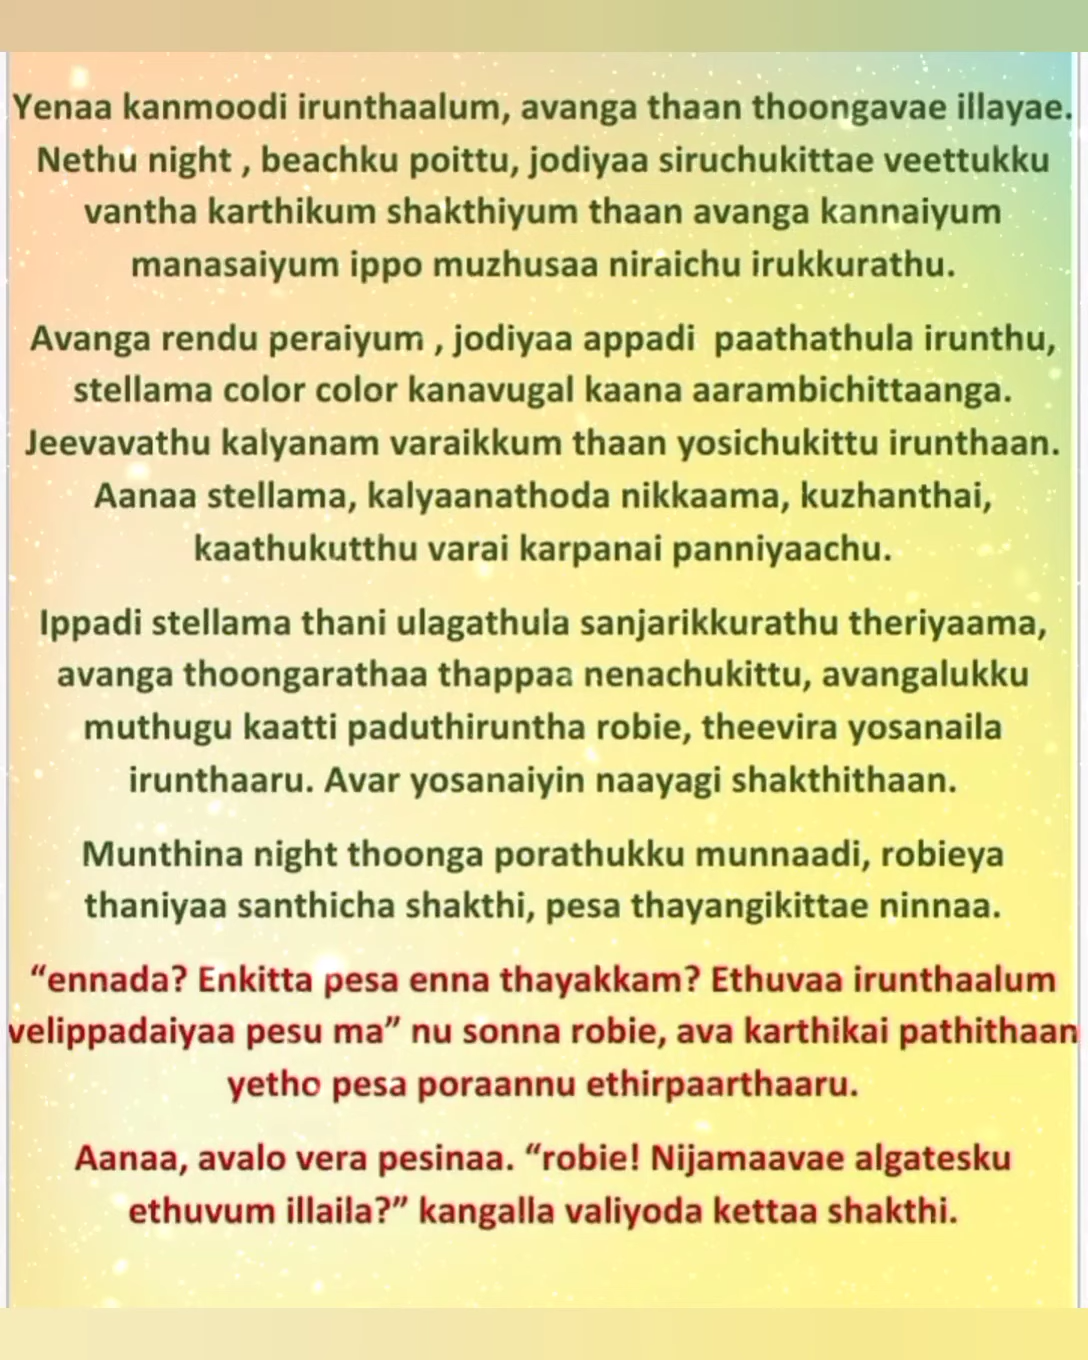 Yenaa kanmoodi irunthaalum, avanga thaan thoongavae illayae.
Nethu night , beachku poittu, jodiyaa siruchukittae veettukku
vantha karthikum shakthiyum thaan avanga kannaiyum
manasaiyum ippo muzhusaa niraichu irukkurathu.
Avanga rendu peraiyum , jodiyaa appadi  paathathula irunthu,
stellama color color kanavugal kaana aarambichittaanga.
Jeevavathu kalyanam varaikkum thaan yosichukittu irunthaan.
Aanaa stellama, kalyaanathoda nikkaama, kuzhanthai,
kaathukutthu varai karpanai panniyaachu.
Ippadi stellama thani ulagathula sanjarikkurathu theriyaama,
avanga thoongarathaa thappaa nenachukittu, avangalukku
muthugu kaatti paduthiruntha robie, theevira yosanaila
irunthaaru. Avar yosanaiyin naayagi shakthithaan.
Munthina night thoonga porathukku munnaadi, robieya
thaniyaa santhicha shakthi, pesa thayangikittae ninnaa.
“ennada? Enkitta pesa enna thayakkam? Ethuvaa irunthaalum
velippadaiyaa pesu ma” nu sonna robie, ava karthikai pathithaan
yetho pesa poraannu ethirpaarthaaru.
Aanaa, avalo vera pesinaa. “robie! Nijamaavae algatesku
ethuvum illaila?” kangalla valiyoda kettaa shakthi.